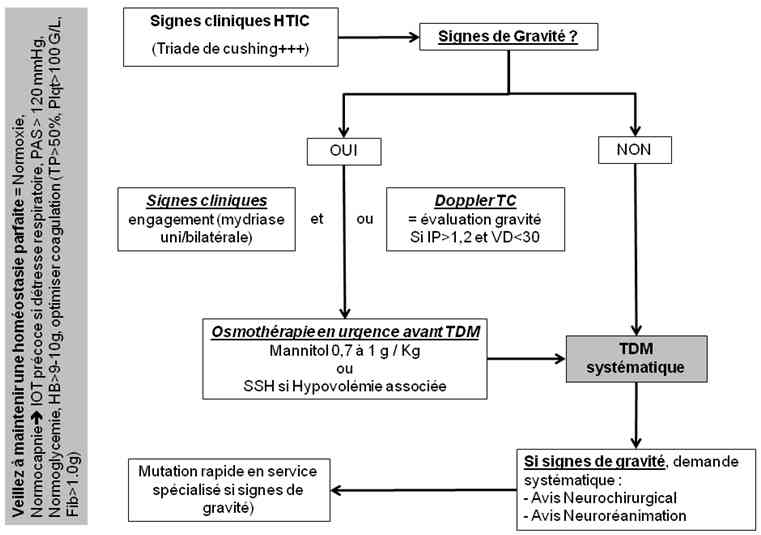 Veillez à maintenir une homéostasie parfaite = Normoxie,
Normocapnie➔ IOT précoce si détresse respiratoire, PAS > 120 mmHg,
Normoglycemie, HB>9-10g, optimiser coagulation (TP>50%, Plqt>100 G/L,
Fib>1.0g)
Signes cliniques HTIC
(Triade de cushing+++)
Signes de Gravité ?
OUI
NON
Signes cliniques
engagement (mydriase
uni/bilatérale)
et
ou
Doppler TC
= évaluation gravité
Si IP>1,2 et VD<30
Osmothérapie en urgence avant TDM
Mannitol 0,7 à 1 g / Kg
ou
SSH si Hypovolémie associée
TDM
systématique
Si signes de gravité, demande
systématique :
- Avis Neurochirurgical
- Avis Neuroréanimation
Mutation rapide en service
spécialisé si signes de
gravité)